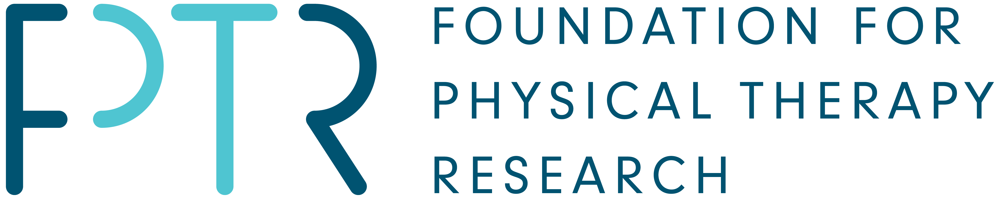 FPTR
FOUNDATION FOR
PHYSICAL THERAPY
RESEARCH